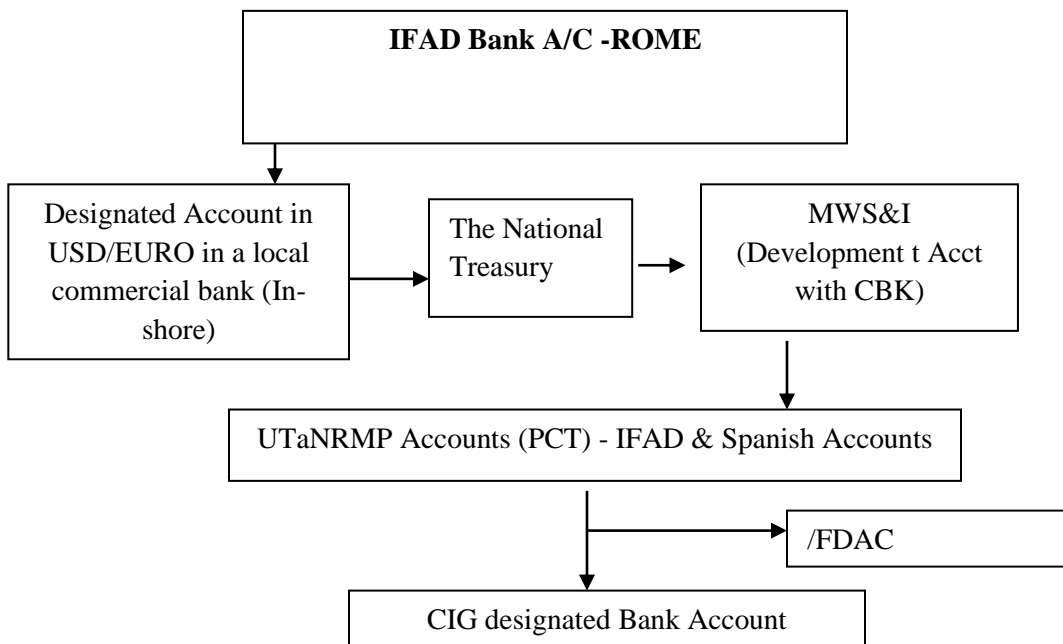 IFAD Bank A/C -ROME
Designated Account in
USD/EURO in a local
commercial bank (In-
shore)
The National
Treasury
MWS&I
(Development t Acct
with CBK)
UTaNRMP Accounts (PCT) - IFAD & Spanish Accounts
/FDAC
CIG designated Bank Account